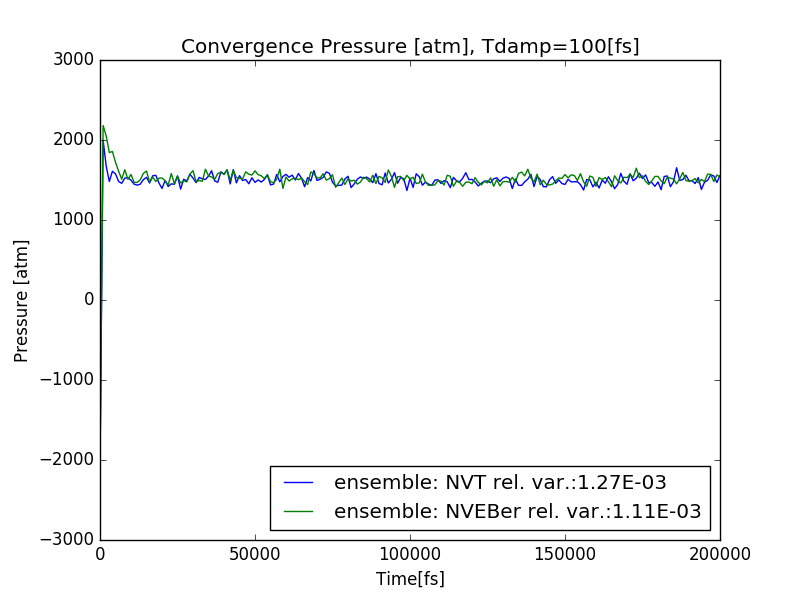 Convergence Pressure [atm], Tdamp=100[fs]
3000
2000
1000
0
−1000
−2000
−3000
Pressure [atm]
ensemble: NVT rel. var.:1.27E-03
ensemble: NVEBer rel. var.:1.11E-03
0 50000 100000 150000 200000
Time[fs]